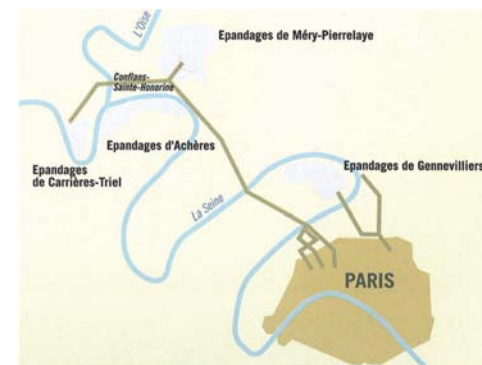 L'Oise
Epandages de Méry-Pierrelaye
Conflans-
Sainte-Honorine
Epandages d'Achères
Epandages
de Carrières-Triel
Epandages de Gennevilliers
La Seine
PARIS